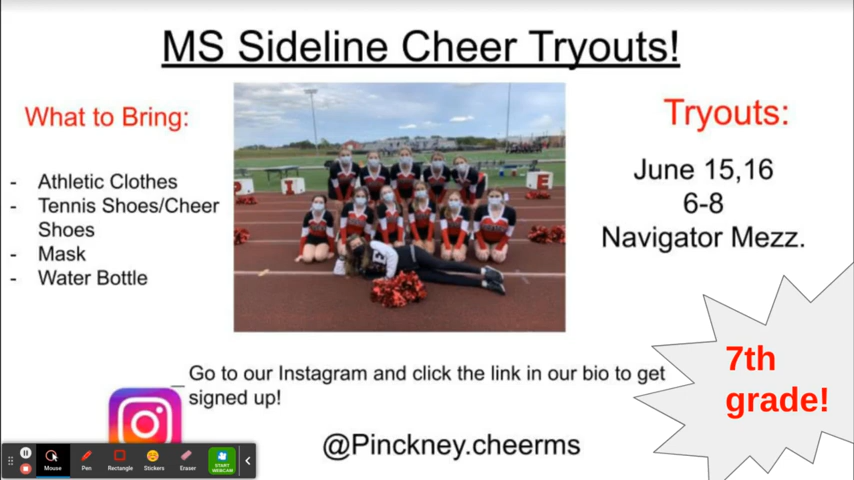 MS Sideline Cheer Tryouts!
What to Bring:
- Athletic Clothes
- Tennis Shoes/Cheer
Shoes
- Mask
- Water Bottle
Tryouts:
June 15,16
6-8
Navigator Mezz.
7th
grade!
Go to our Instagram and click the link in our bio to get
signed up!
@Pinckney.cheerms
Mouse
Pen
Rectangle
Stickers
Eraser
START
WEBCAM